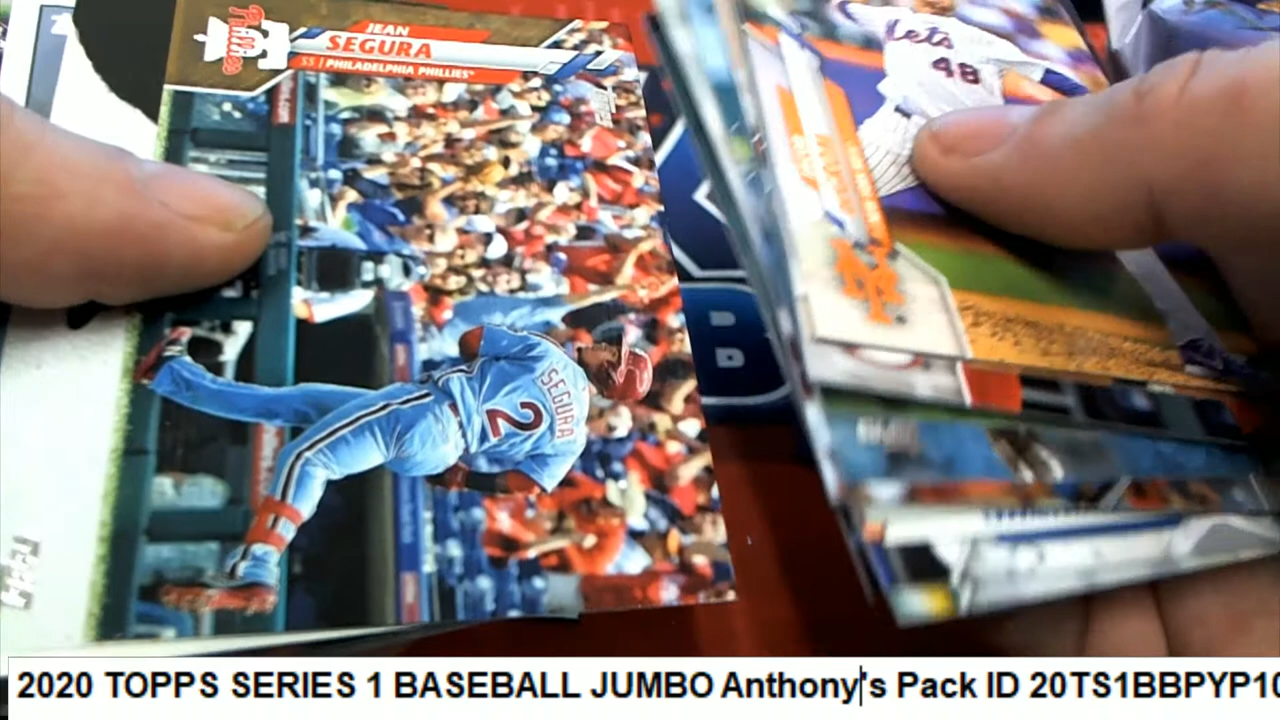 Phillies
JEAN
SEGURA
SS | PHILADELPHIA PHILLIES
SEGURA
2
Mets
48
B
2020 TOPPS SERIES 1 BASEBALL JUMBO Anthony's Pack ID 20TS1BBPYP10